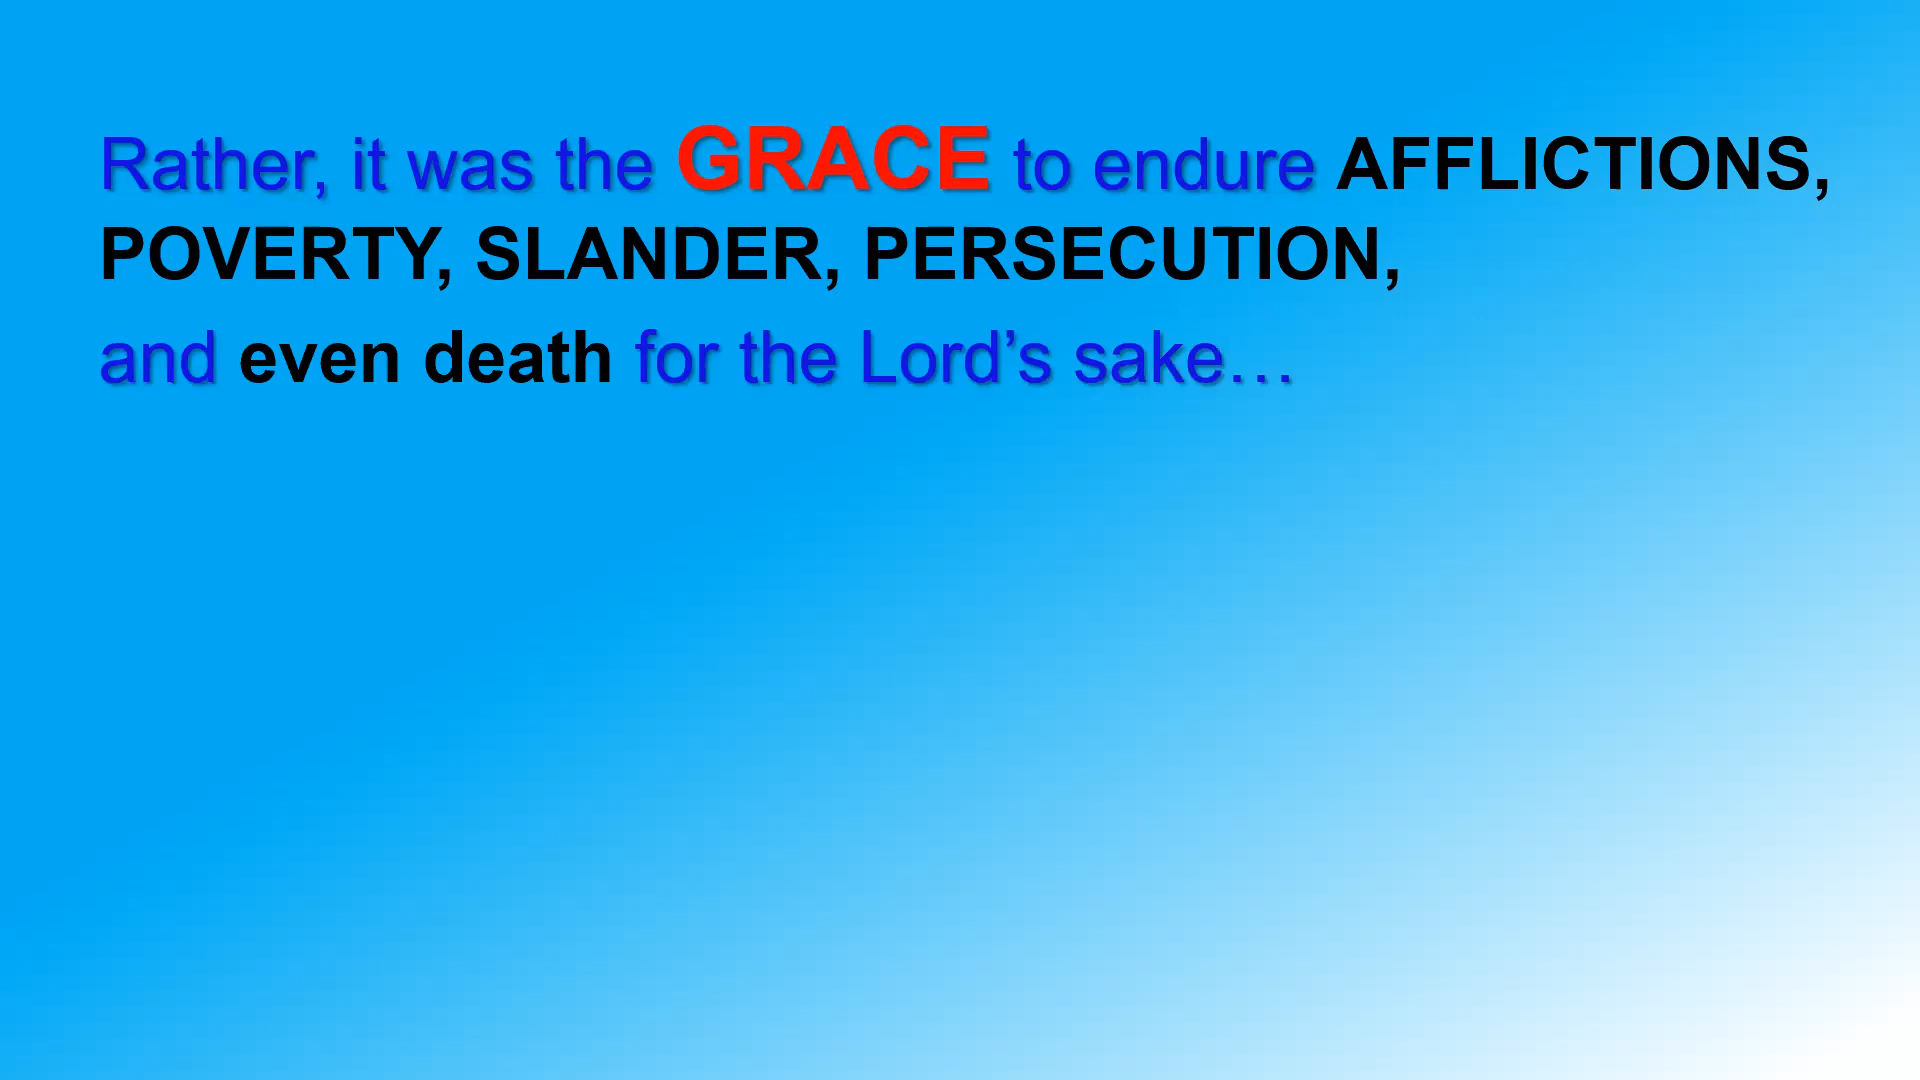 Rather, it was the GRACE to endure AFFLICTIONS,
POVERTY, SLANDER, PERSECUTION,
and even death for the Lord’s sake…